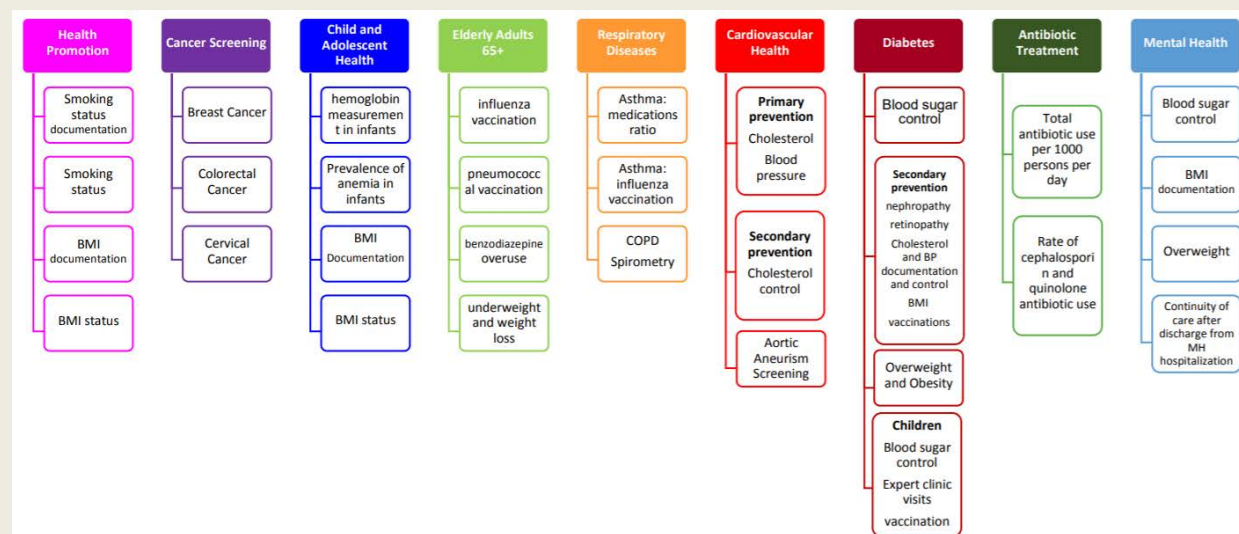 Health
Promotion
Smoking
status
documentation
Smoking
status
BMI
documentation
BMI status
Cancer Screening
Breast Cancer
Colorectal
Cancer
Cervical
Cancer
Child and
Adolescent
Health
hemoglobin
measuremen
t in infants
Prevalence of
anemia in
infants
BMI
Documentation
BMI status
Elderly Adults
65+
influenza
vaccination
pneumococc
al vaccination
benzodiazepine
overuse
underweight
and weight
loss
Respiratory
Diseases
Asthma:
medications
ratio
Asthma:
influenza
vaccination
COPD
Spirometry
Cardiovascular
Health
Primary
prevention
Cholesterol
Blood
pressure
Secondary
prevention
Cholesterol
control
Aortic
Aneurism
Screening
Diabetes
Blood sugar
control
Secondary
prevention
nephropathy
retinopathy
Cholesterol
and BP
documentation
and control
BMI
vaccinations
Overweight
and Obesity
Children
Blood sugar
control
Expert clinic
visits
vaccination
Antibiotic
Treatment
Total
antibiotic use
per 1000
persons per
day
Rate of
cephalospori
n and
quinolone
antibiotic use
Mental Health
Blood sugar
control
BMI
documentation
Overweight
Continuity of
care after
discharge from
MH
hospitalization